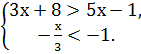 3x + 8 > 5x − 1,
−x/3 < −1.